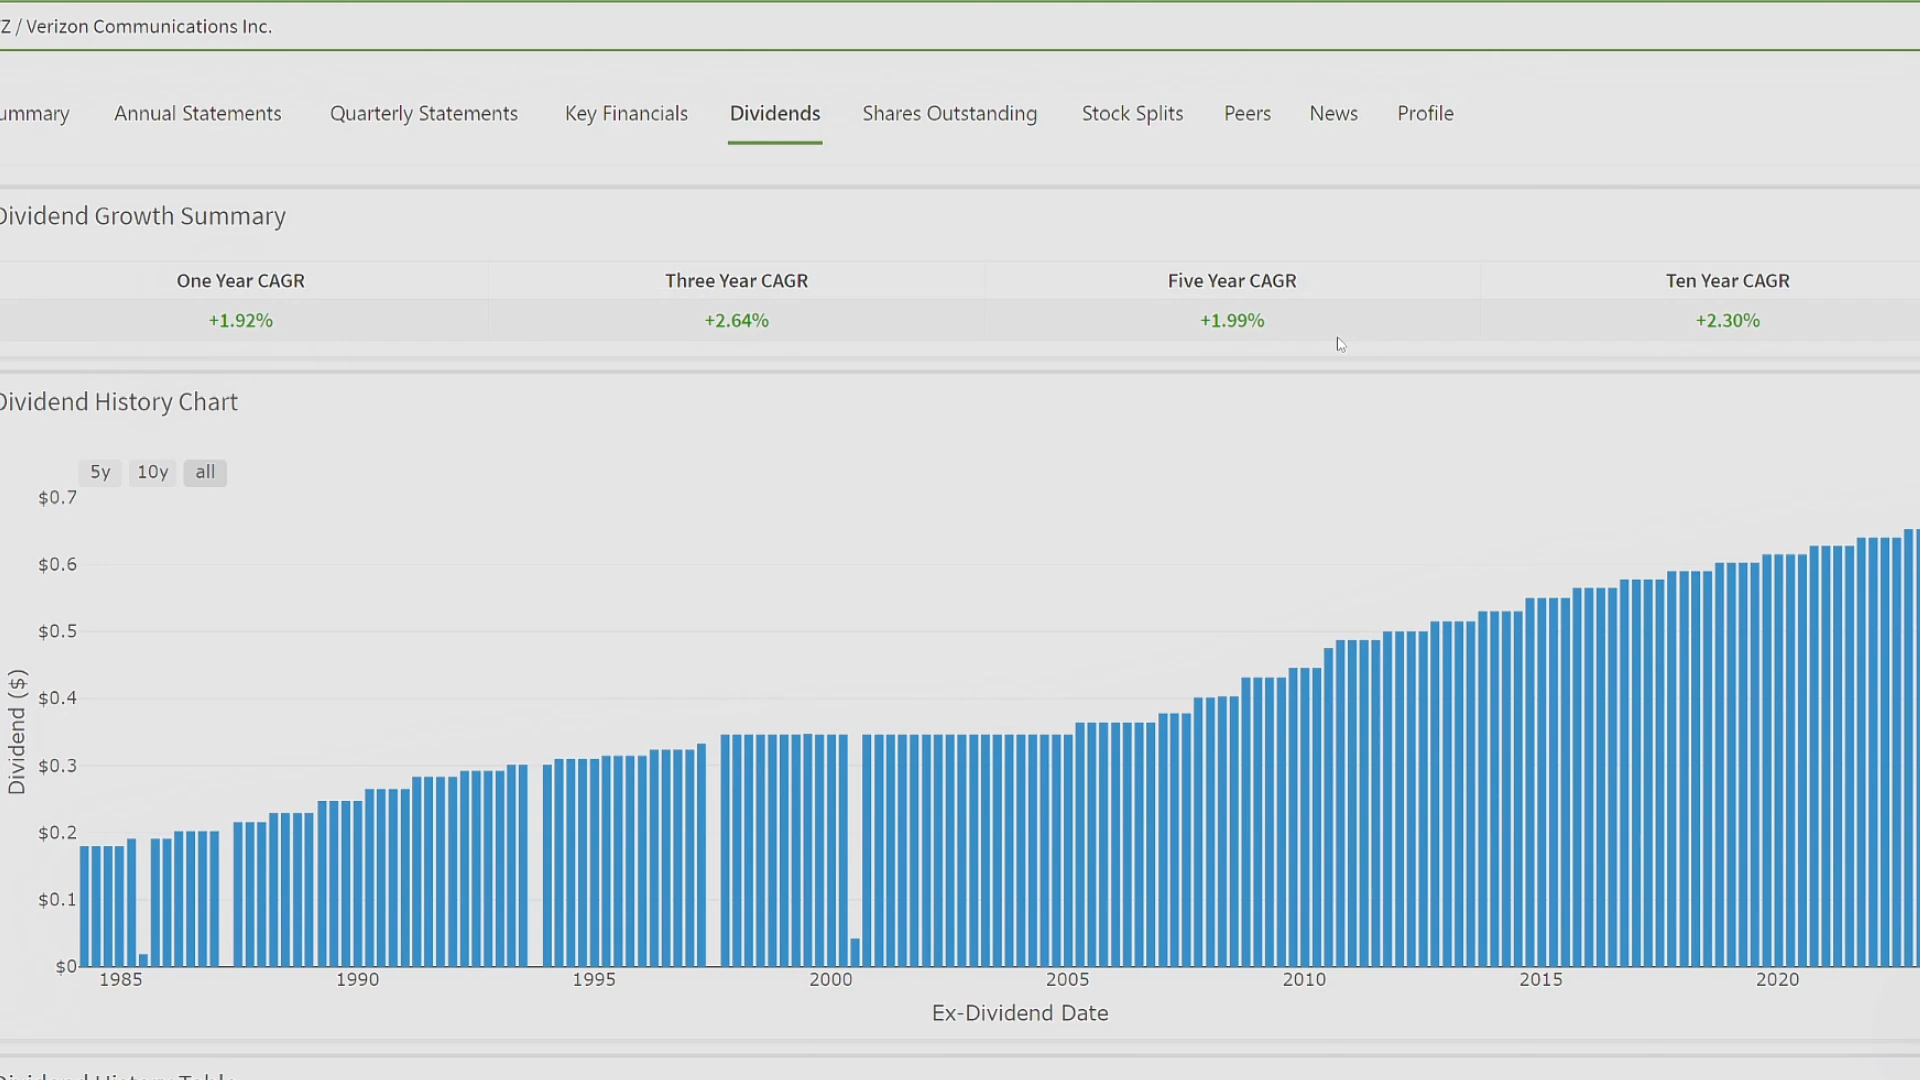 Z / Verizon Communications Inc.
ummary Annual Statements Quarterly Statements Key Financials Dividends Shares Outstanding Stock Splits Peers News Profile
Dividend Growth Summary
One Year CAGR Three Year CAGR Five Year CAGR Ten Year CAGR
+1.92% +2.64% +1.99% +2.30%
Dividend History Chart
5y 10y all
$0.7
$0.6
$0.5
$0.4
$0.3
$0.2
$0.1
$0
Dividend ($)
1985 1990 1995 2000 2005 2010 2015 2020
Ex-Dividend Date
Dividend History Table